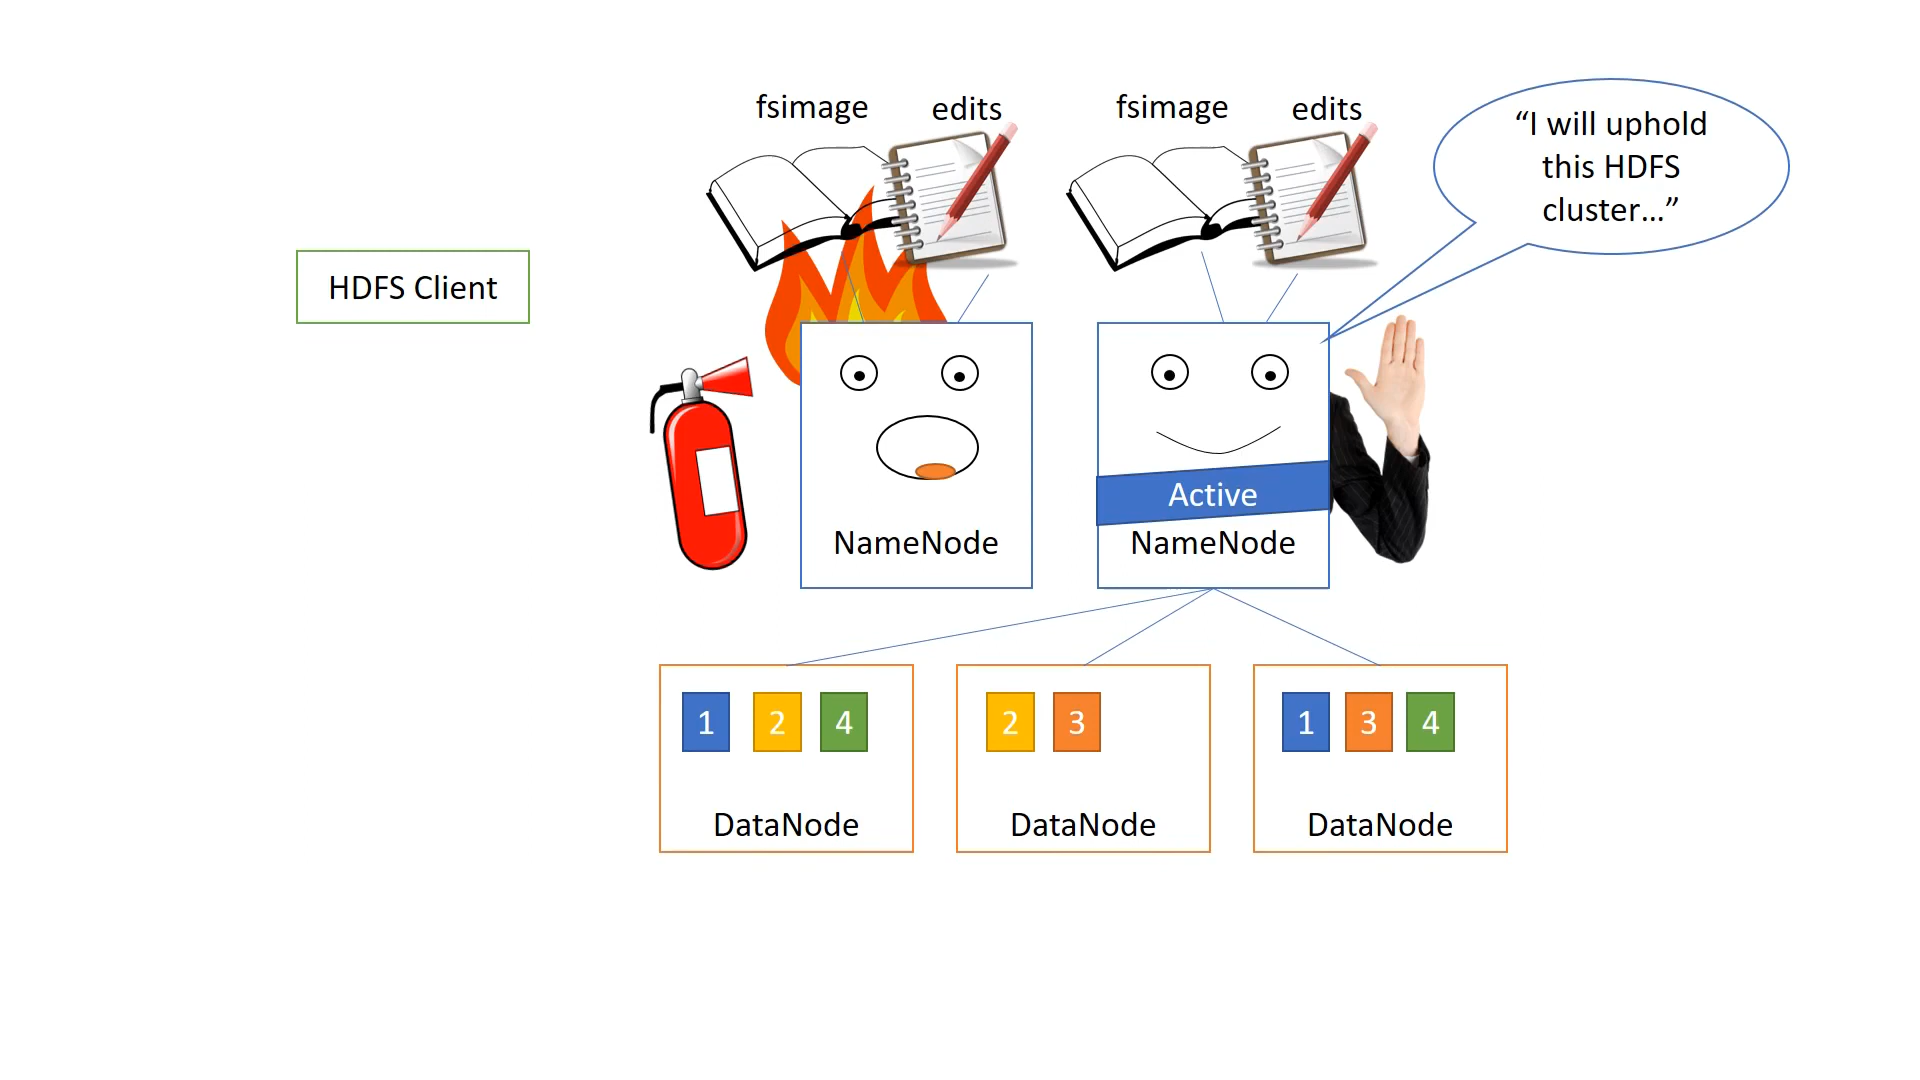 fsimage
edits
fsimage
edits
“I will uphold
this HDFS
cluster...”
HDFS Client
Active
NameNode
NameNode
1
2
4
2
3
1
3
4
DataNode
DataNode
DataNode